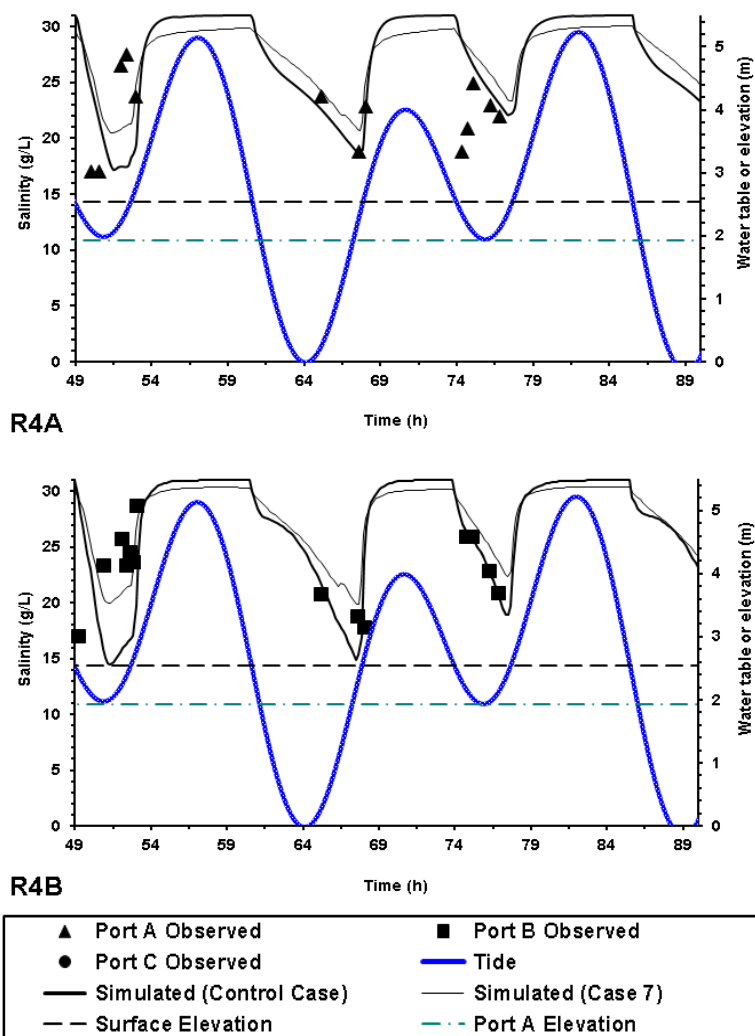 30
25
20
15
10
5
0
Salinity (g/L)
5
4
3
2
1
0
Water table or elevation (m)
49 54 59 64 69 74 79 84 89
R4A
Time (h)
30
25
20
15
10
5
0
Salinity (g/L)
5
4
3
2
1
0
Water table or elevation (m)
49 54 59 64 69 74 79 84 89
R4B
Time (h)
Port A Observed Port B Observed
Port C Observed Tide
Simulated (Control Case) Simulated (Case 7)
Surface Elevation Port A Elevation